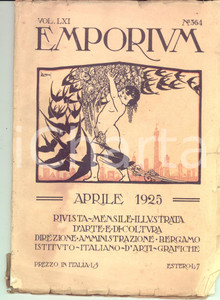 VOL. LXI
No 364
EMPORIVM
APRILE 1925
RIVISTA-MENSILE-ILLVSTRATA
D'ARTE-E-DI-COLTVRA
DIREZIONE-AMMINISTRAZIONE-BERGAMO
ISTITVTO-ITALIANO-D'ARTI-GRAFICHE
PREZZO IN ITALIA L. 5
ESTERO L. 7